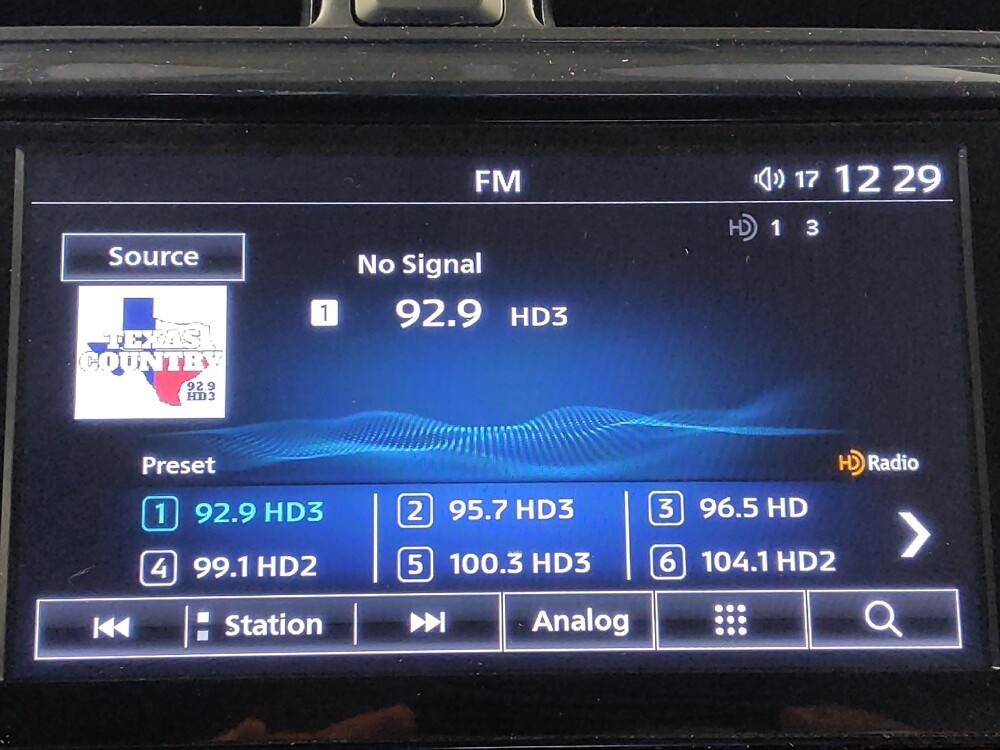 FM 17 12 29
HD 1 3
Source
No Signal
1 92.9 HD3
TEXAS
COUNTRY
92.9
HD3
Preset
HD Radio
1 92.9 HD3 2 95.7 HD3 3 96.5 HD
4 99.1 HD2 5 100.3 HD3 6 104.1 HD2
Station Analog